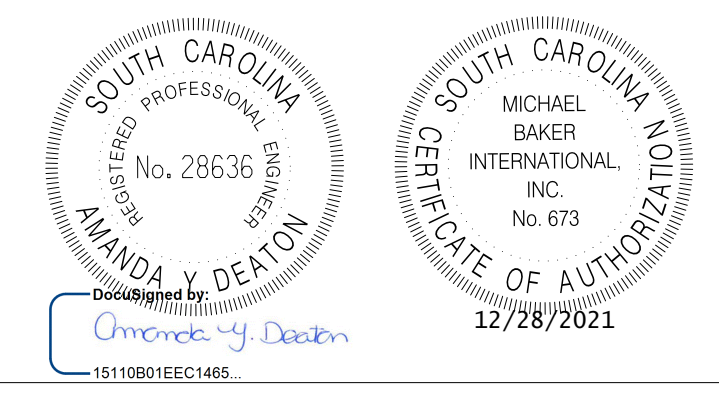 SOUTH CAROLINA
REGISTERED PROFESSIONAL ENGINEER
No. 28636
AMANDA Y DEATON
DocuSigned by:
Amanda Y. Deaton
15110B01EEC1465...
SOUTH CAROLINA
MICHAEL
BAKER
INTERNATIONAL,
INC.
No. 673
CERTIFICATE OF AUTHORIZATION
12/28/2021